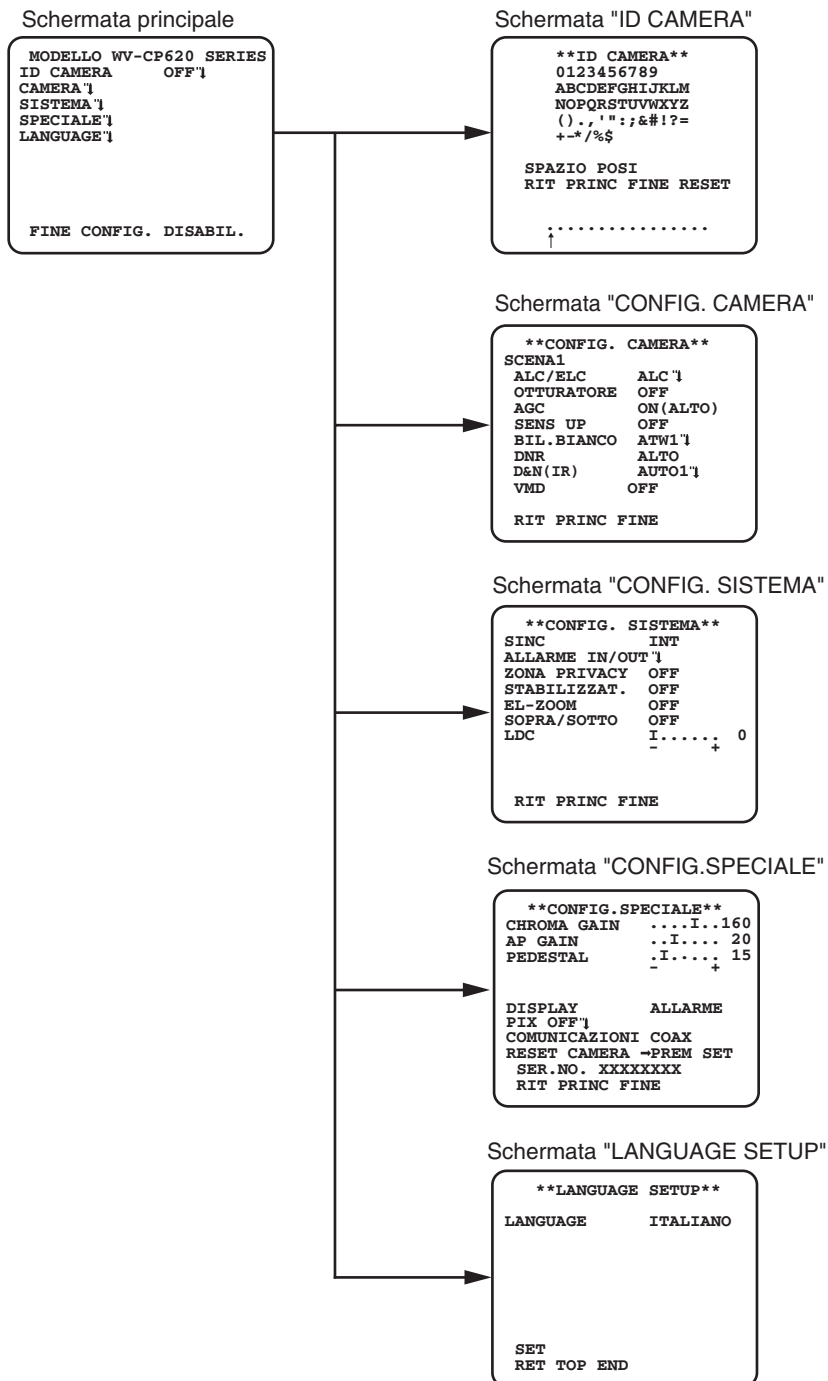 Schermata principale
MODELLO WV-CP620 SERIES
ID CAMERA OFF
CAMERA
SISTEMA
SPECIALE
LANGUAGE
FINE CONFIG. DISABIL.
Schermata "ID CAMERA"
**ID CAMERA**
0123456789
ABCDEFGHIJKLM
NOPQRSTUVWXYZ
().,'":;&#!?=
+-*/%$
SPAZIO POSI
RIT PRINC FINE RESET
................
↑
Schermata "CONFIG. CAMERA"
**CONFIG. CAMERA**
SCENA1
ALC/ELC ALC
OTTURATORE OFF
AGC ON(ALTO)
SENS UP OFF
BIL.BIANCO ATW1
DNR ALTO
D&N(IR) AUTO1
VMD OFF
RIT PRINC FINE
Schermata "CONFIG. SISTEMA"
**CONFIG. SISTEMA**
SINC INT
ALLARME IN/OUT
ZONA PRIVACY OFF
STABILIZZAT. OFF
EL-ZOOM OFF
SOPRA/SOTTO OFF
LDC I...... 0
- +
RIT PRINC FINE
Schermata "CONFIG.SPECIALE"
**CONFIG.SPECIALE**
CHROMA GAIN ....I..160
AP GAIN ..I.... 20
PEDESTAL .I..... 15
- +
DISPLAY ALLARME
PIX OFF
COMUNICAZIONI COAX
RESET CAMERA →PREM SET
SER.NO. XXXXXXXX
RIT PRINC FINE
Schermata "LANGUAGE SETUP"
**LANGUAGE SETUP**
LANGUAGE ITALIANO
SET
RET TOP END